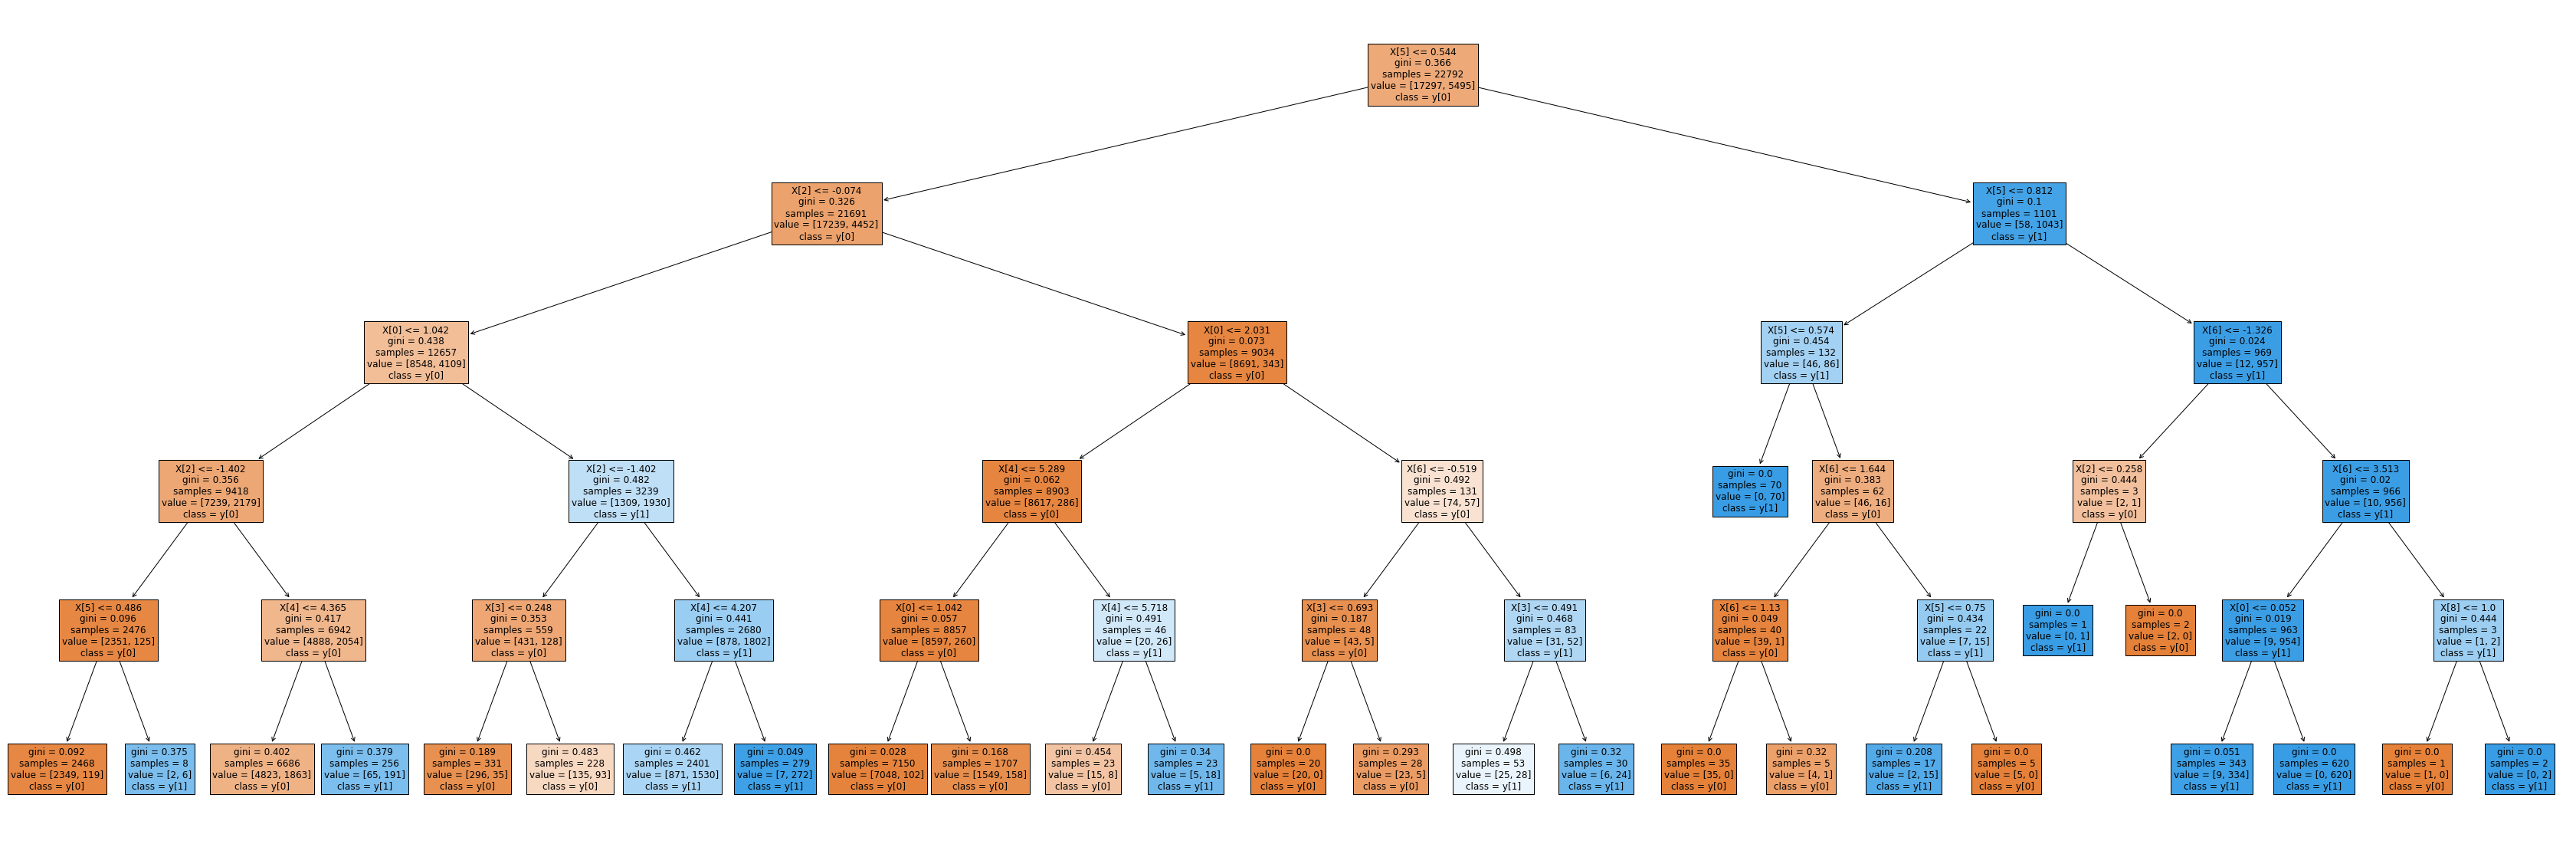 X[5] <= 0.544
gini = 0.366
samples = 22792
value = [17297, 5495]
class = y[0]
X[2] <= -0.074
gini = 0.326
samples = 21691
value = [17239, 4452]
class = y[0]
X[5] <= 0.812
gini = 0.1
samples = 1101
value = [58, 1043]
class = y[1]
X[0] <= 1.042
gini = 0.438
samples = 12657
value = [8548, 4109]
class = y[0]
X[0] <= 2.031
gini = 0.073
samples = 9034
value = [8691, 343]
class = y[0]
X[5] <= 0.574
gini = 0.454
samples = 132
value = [46, 86]
class = y[1]
X[6] <= -1.326
gini = 0.024
samples = 969
value = [12, 957]
class = y[1]
X[2] <= -1.402
gini = 0.356
samples = 9418
value = [7239, 2179]
class = y[0]
X[2] <= -1.402
gini = 0.482
samples = 3239
value = [1309, 1930]
class = y[1]
X[4] <= 5.289
gini = 0.062
samples = 8903
value = [8617, 286]
class = y[0]
X[6] <= -0.519
gini = 0.492
samples = 131
value = [74, 57]
class = y[0]
gini = 0.0
samples = 70
value = [0, 70]
class = y[1]
X[6] <= 1.644
gini = 0.383
samples = 62
value = [46, 16]
class = y[0]
X[2] <= 0.258
gini = 0.444
samples = 3
value = [2, 1]
class = y[0]
X[6] <= 3.513
gini = 0.02
samples = 966
value = [10, 956]
class = y[1]
X[5] <= 0.486
gini = 0.096
samples = 2476
value = [2351, 125]
class = y[0]
X[4] <= 4.365
gini = 0.417
samples = 6942
value = [4888, 2054]
class = y[0]
X[3] <= 0.248
gini = 0.353
samples = 559
value = [431, 128]
class = y[0]
X[4] <= 4.207
gini = 0.441
samples = 2680
value = [878, 1802]
class = y[1]
X[0] <= 1.042
gini = 0.057
samples = 8857
value = [8597, 260]
class = y[0]
X[4] <= 5.718
gini = 0.491
samples = 46
value = [20, 26]
class = y[1]
X[3] <= 0.693
gini = 0.187
samples = 48
value = [43, 5]
class = y[0]
X[3] <= 0.491
gini = 0.468
samples = 83
value = [31, 52]
class = y[1]
X[6] <= 1.13
gini = 0.049
samples = 40
value = [39, 1]
class = y[0]
X[5] <= 0.75
gini = 0.434
samples = 22
value = [7, 15]
class = y[1]
gini = 0.0
samples = 1
value = [0, 1]
class = y[1]
gini = 0.0
samples = 2
value = [2, 0]
class = y[0]
X[0] <= 0.052
gini = 0.019
samples = 963
value = [9, 954]
class = y[1]
X[8] <= 1.0
gini = 0.444
samples = 3
value = [1, 2]
class = y[1]
gini = 0.092
samples = 2468
value = [2349, 119]
class = y[0]
gini = 0.375
samples = 8
value = [2, 6]
class = y[1]
gini = 0.402
samples = 6686
value = [4823, 1863]
class = y[0]
gini = 0.379
samples = 256
value = [65, 191]
class = y[1]
gini = 0.189
samples = 331
value = [296, 35]
class = y[0]
gini = 0.483
samples = 228
value = [135, 93]
class = y[0]
gini = 0.462
samples = 2401
value = [871, 1530]
class = y[1]
gini = 0.049
samples = 279
value = [7, 272]
class = y[1]
gini = 0.028
samples = 7150
value = [7048, 102]
class = y[0]
gini = 0.168
samples = 1707
value = [1549, 158]
class = y[0]
gini = 0.454
samples = 23
value = [15, 8]
class = y[0]
gini = 0.34
samples = 23
value = [5, 18]
class = y[1]
gini = 0.0
samples = 20
value = [20, 0]
class = y[0]
gini = 0.293
samples = 28
value = [23, 5]
class = y[0]
gini = 0.498
samples = 53
value = [25, 28]
class = y[1]
gini = 0.32
samples = 30
value = [6, 24]
class = y[1]
gini = 0.0
samples = 35
value = [35, 0]
class = y[0]
gini = 0.32
samples = 5
value = [4, 1]
class = y[0]
gini = 0.208
samples = 17
value = [2, 15]
class = y[1]
gini = 0.0
samples = 5
value = [5, 0]
class = y[0]
gini = 0.051
samples = 343
value = [9, 334]
class = y[1]
gini = 0.0
samples = 620
value = [0, 620]
class = y[1]
gini = 0.0
samples = 1
value = [1, 0]
class = y[0]
gini = 0.0
samples = 2
value = [0, 2]
class = y[1]